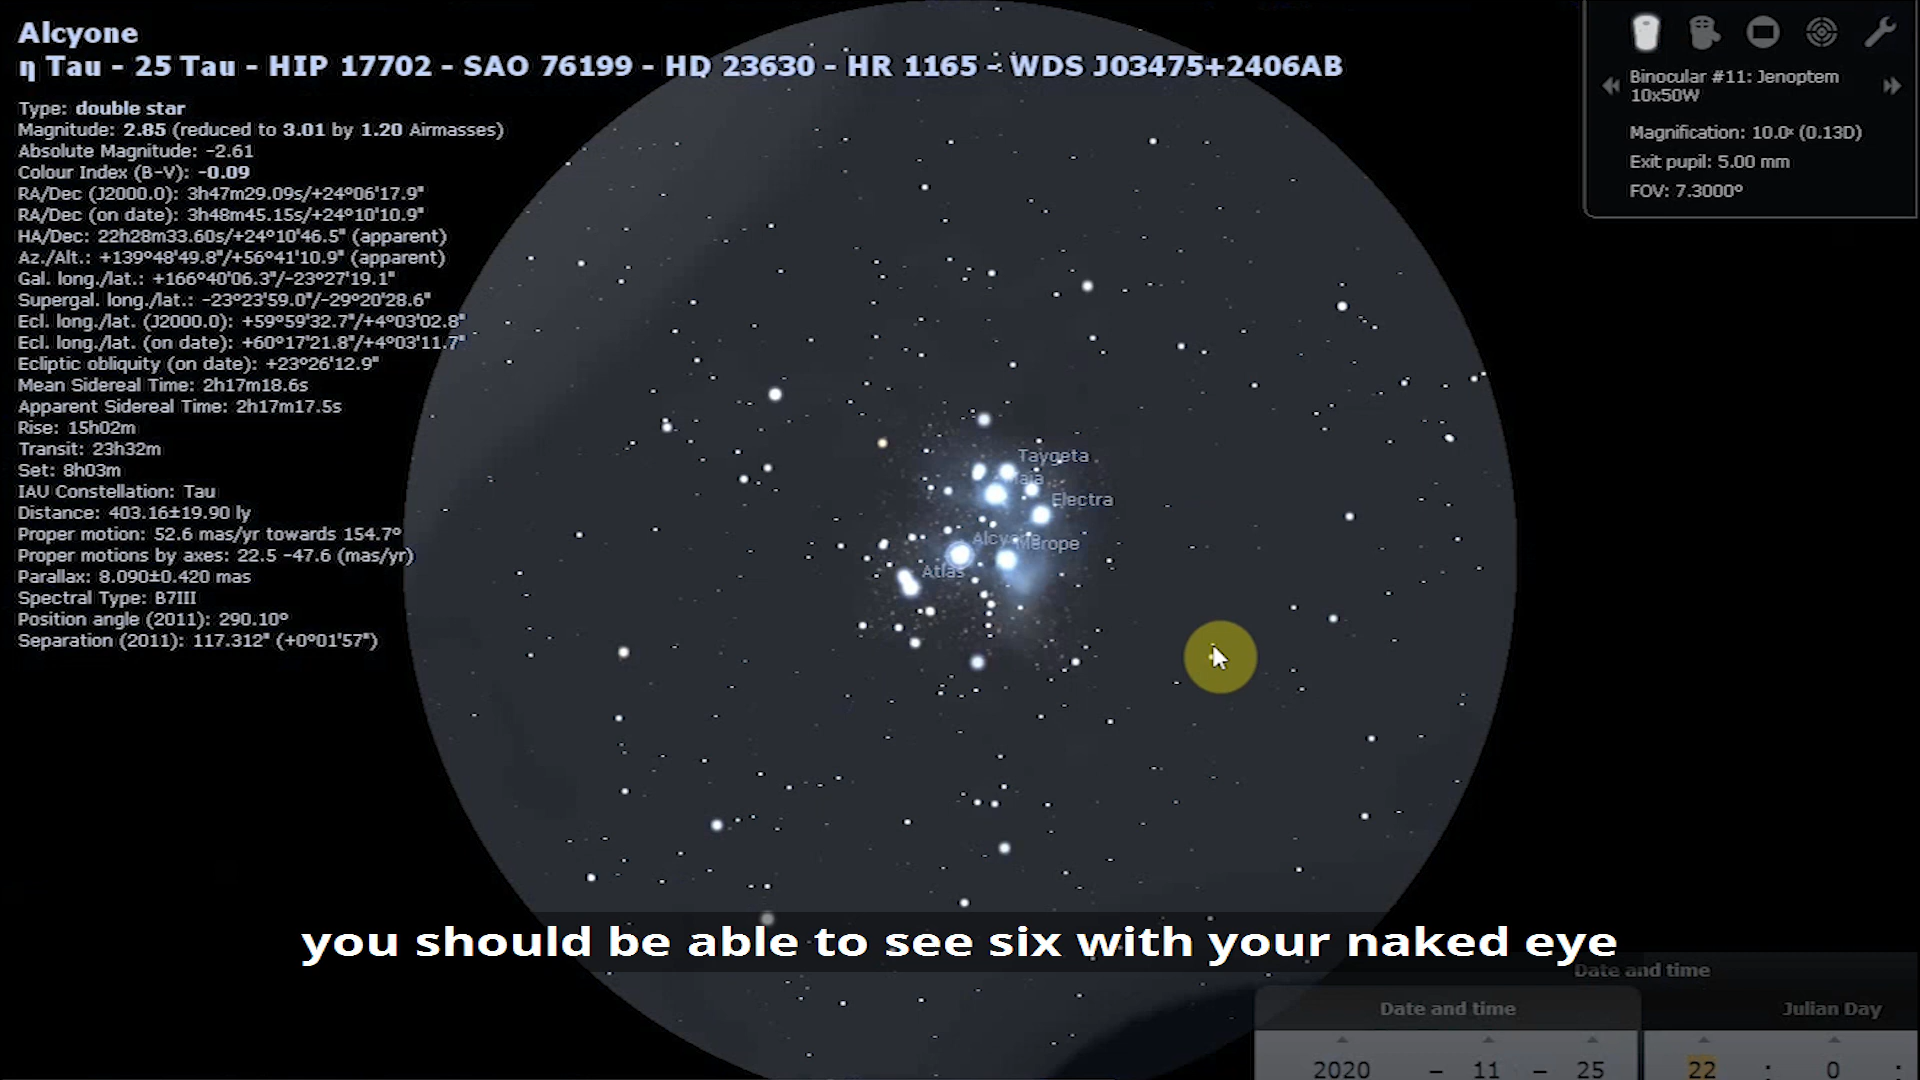 Alcyone
η Tau - 25 Tau - HIP 17702 - SAO 76199 - HD 23630 - HR 1165 - WDS J03475+2406AB
Type: double star
Magnitude: 2.85 (reduced to 3.01 by 1.20 Airmasses)
Absolute Magnitude: -2.61
Colour Index (B-V): -0.09
RA/Dec (J2000.0): 3h47m29.09s/+24°06'17.9"
RA/Dec (on date): 3h48m45.15s/+24°10'10.9"
HA/Dec: 22h28m33.60s/+24°10'46.5" (apparent)
Az./Alt.: +139°48'49.8"/+56°41'10.9" (apparent)
Gal. long./lat.: +166°40'06.3"/-23°27'19.1"
Supergal. long./lat.: -23°23'59.0"/-29°20'28.6"
Ecl. long./lat. (J2000.0): +59°59'32.7"/+4°03'02.8"
Ecl. long./lat. (on date): +60°17'21.8"/+4°03'11.7"
Ecliptic obliquity (on date): +23°26'12.9"
Mean Sidereal Time: 2h17m18.6s
Apparent Sidereal Time: 2h17m17.5s
Rise: 15h02m
Transit: 23h32m
Set: 8h03m
IAU Constellation: Tau
Distance: 403.16±19.90 ly
Proper motion: 52.6 mas/yr towards 154.7°
Proper motions by axes: 22.5 -47.6 (mas/yr)
Parallax: 8.090±0.420 mas
Spectral Type: B7III
Position angle (2011): 290.10°
Separation (2011): 117.312" (+0°01'57")
Binocular #11: Jenoptem
10x50W
Magnification: 10.0x (0.13D)
Exit pupil: 5.00 mm
FOV: 7.3000°
Taygeta
Electra
Alcyone
Merope
Atlas
you should be able to see six with your naked eye
Date and time
Date and time
Julian Day
2020 - 11 - 25
22 : 0 :